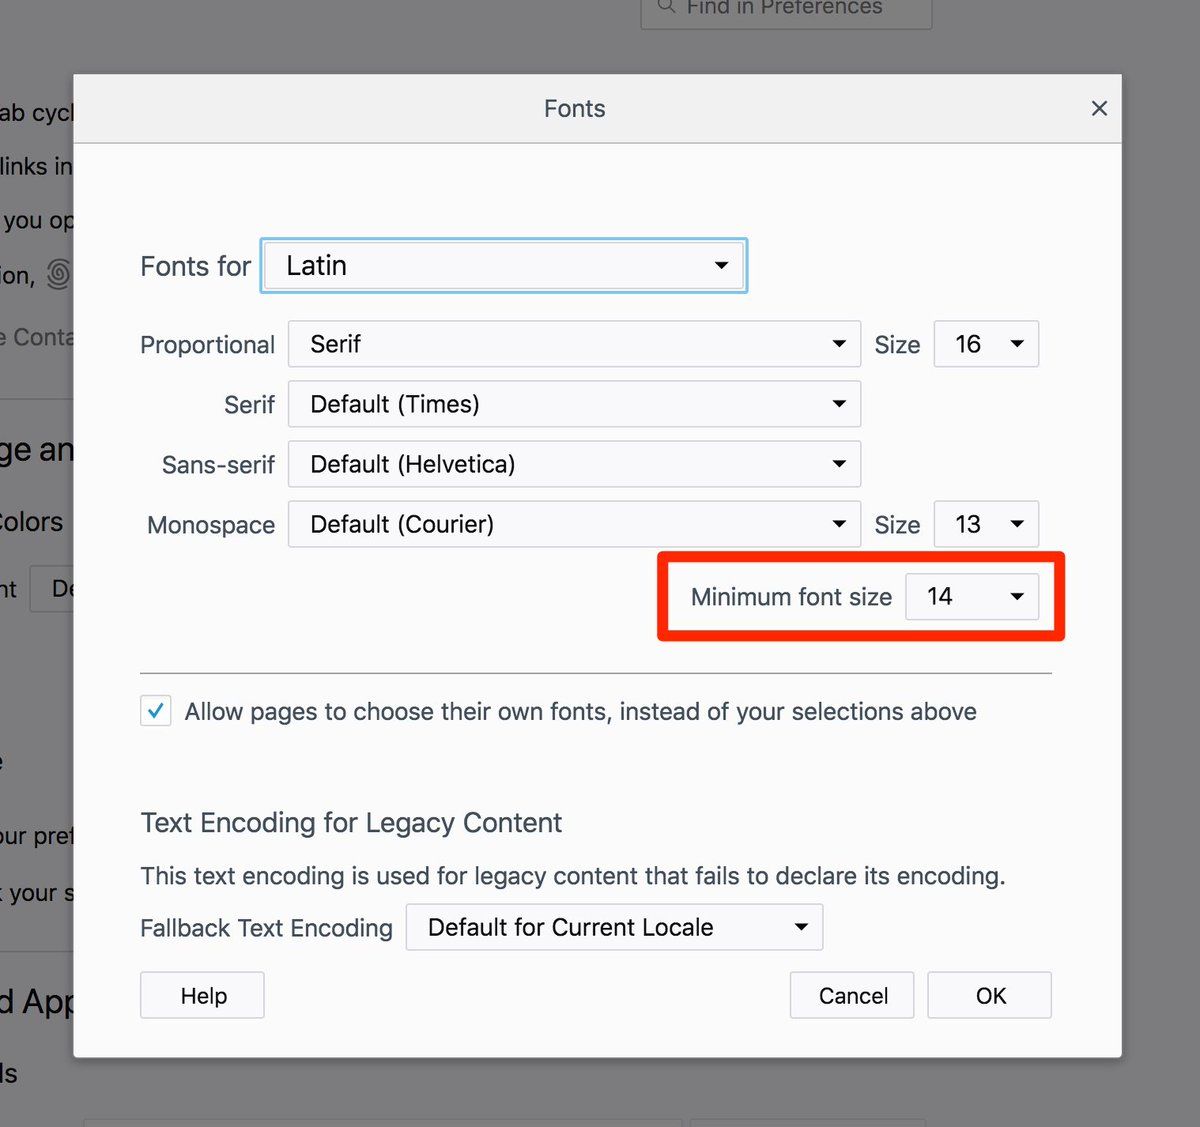 Find in Preferences
Fonts
ab cycl
links in
you op
ion,
e Conta
Fonts for Latin
Proportional Serif Size 16
Serif Default (Times)
Sans-serif Default (Helvetica)
ge an
Monospace Default (Courier) Size 13
Colors
nt De
Minimum font size 14
Allow pages to choose their own fonts, instead of your selections above
e
Text Encoding for Legacy Content
our pref
This text encoding is used for legacy content that fails to declare its encoding.
k your s
Fallback Text Encoding Default for Current Locale
Help Cancel OK
d App
ls